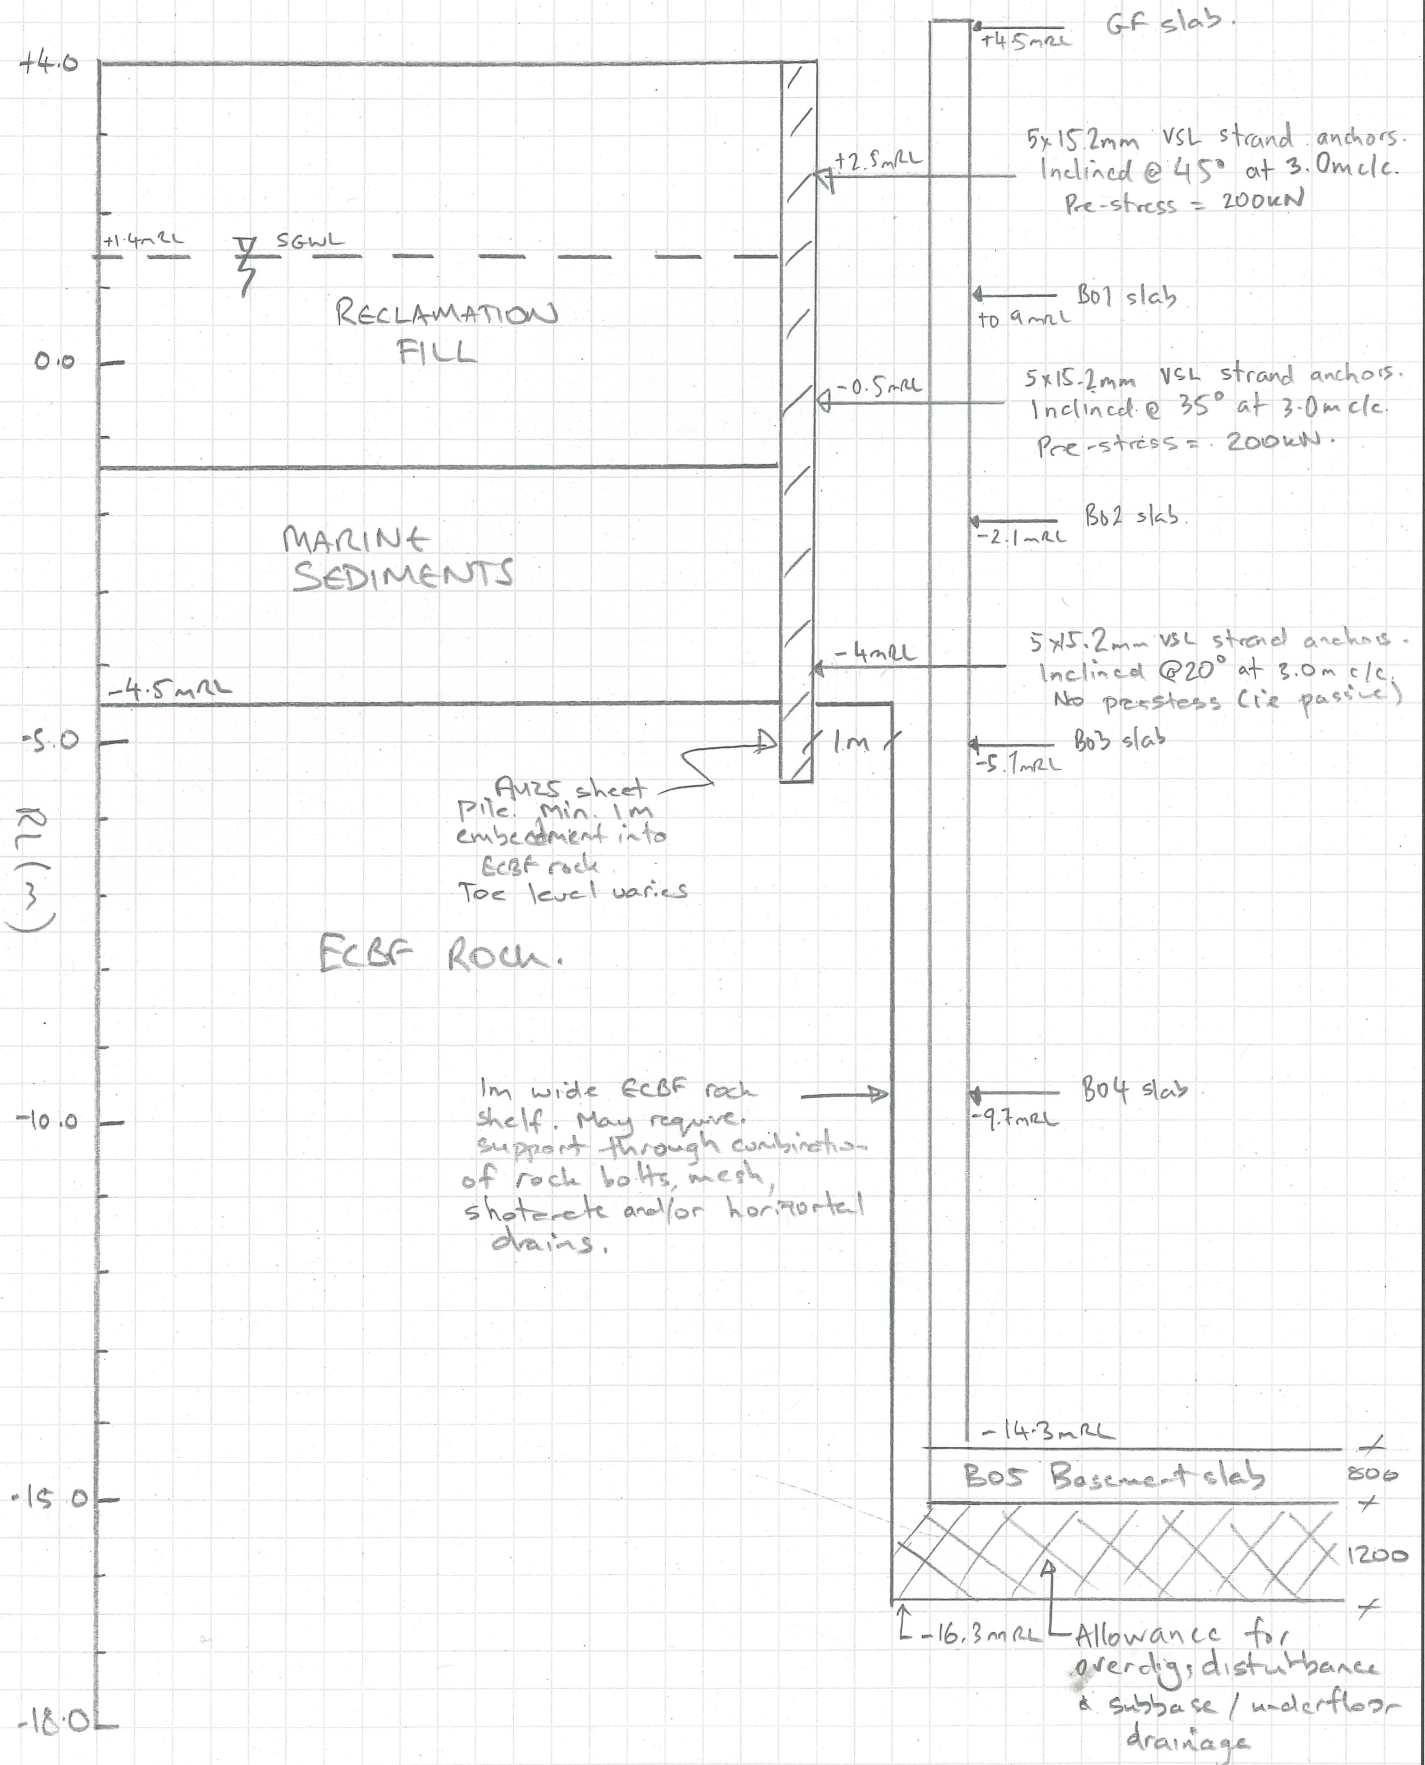 GF slab.
+4.5mRL
+4.0
5x15.2mm VSL strand anchors.
Inclined @ 45° at 3.0mc/c.
Pre-stress = 200kN
+2.5mRL
+1.4mRL
SGWL
B01 slab
to 9mRL
RECLAMATION
FILL
0.0
5x15.2mm VSL strand anchors.
Inclined @ 35° at 3.0m c/c.
Pre-stress = 200kN.
-0.5mRL
B02 slab.
-2.1mRL
MARINE
SEDIMENTS
5x15.2mm VSL strand anchors.
Inclined @20° at 3.0m c/c.
No prestess (ie passive)
-4mRL
-4.5mRL
-5.0
1m
B03 slab
-5.1mRL
AU25 sheet
Pile. Min. 1m
embedment into
ECBF rock
Toe level varies
RL (m)
ECBF ROCK.
1m wide ECBF rock
shelf. May require
support through combination
of rock bolts, mesh,
shotcrete and/or horizontal
drains.
B04 slab
-9.7mRL
-10.0
-14.3mRL
B05 Basement slab
800
-15.0
1200
-16.3mRL
Allowance for
overdig, disturbance
& subbase / underfloor
drainage
-18.0